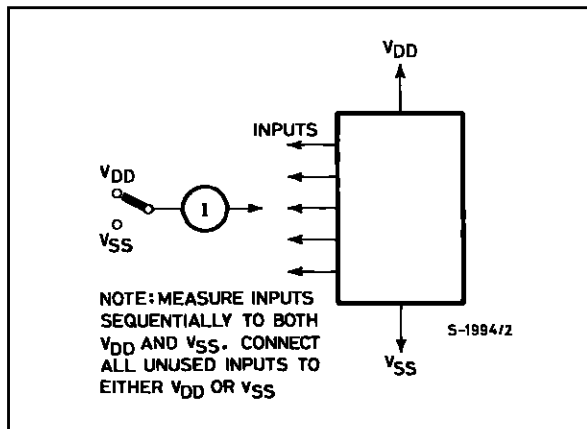 VDD
INPUTS
VDD
I
VSS
NOTE: MEASURE INPUTS
SEQUENTIALLY TO BOTH
VDD AND VSS. CONNECT
ALL UNUSED INPUTS TO
EITHER VDD OR VSS
S-1994/2
VSS